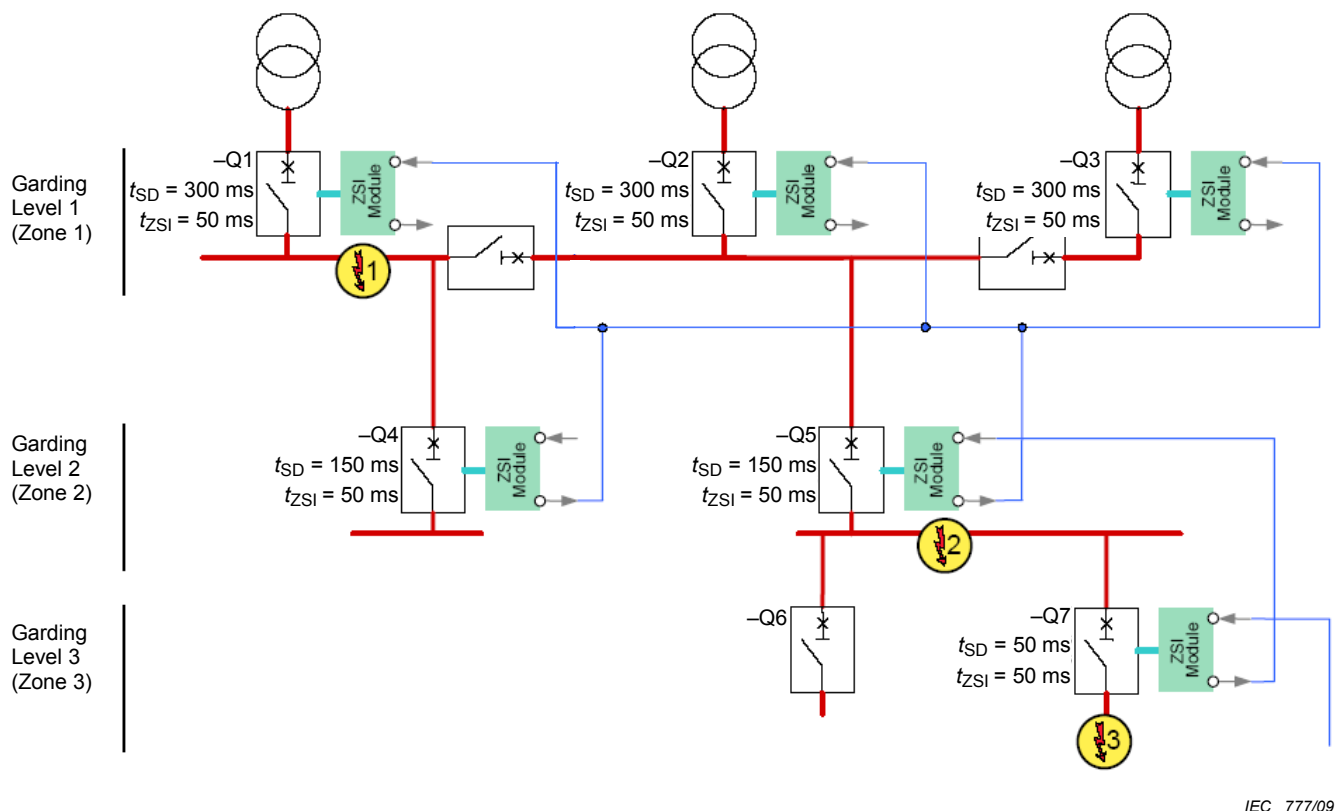 –Q1
–Q2
–Q3
Garding
Level 1
(Zone 1)
tSD = 300 ms
tZSI = 50 ms
ZSI
Module
tSD = 300 ms
tZSI = 50 ms
ZSI
Module
tSD = 300 ms
tZSI = 50 ms
ZSI
Module
1
Garding
Level 2
(Zone 2)
–Q4
tSD = 150 ms
tZSI = 50 ms
ZSI
Module
–Q5
tSD = 150 ms
tZSI = 50 ms
ZSI
Module
2
Garding
Level 3
(Zone 3)
–Q6
–Q7
tSD = 50 ms
tZSI = 50 ms
ZSI
Module
3
IEC 777/09